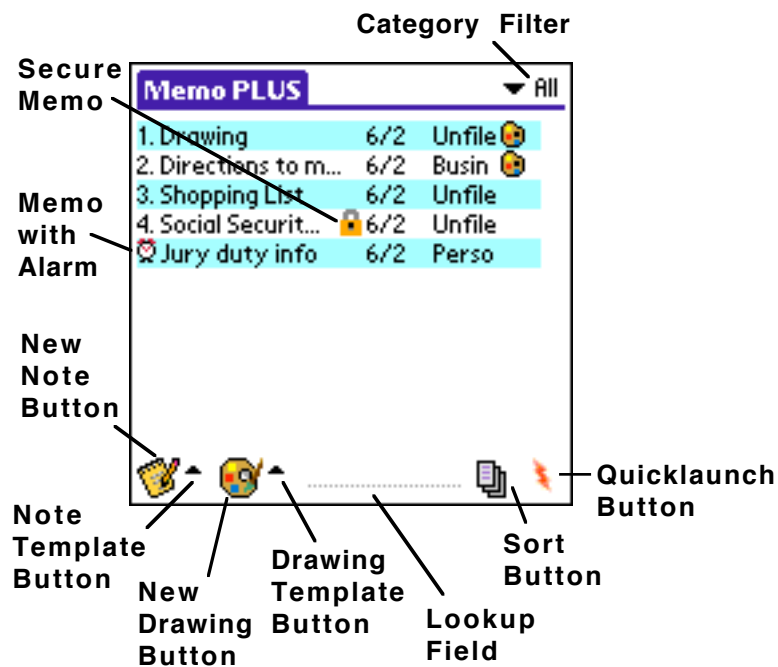 Category Filter
Secure
Memo
Memo PLUS
All
1. Drawing 6/2 Unfile
2. Directions to m... 6/2 Busin
3. Shopping List 6/2 Unfile
4. Social Securit... 6/2 Unfile
Jury duty info 6/2 Perso
Memo
with
Alarm
New
Note
Button
Quicklaunch
Button
Note
Template
Button
New
Drawing
Button
Drawing
Template
Button
Lookup
Field
Sort
Button